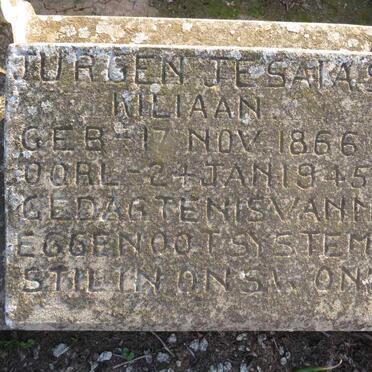 JURGEN JESAIAS
KILIAAN
GEB - 17 NOV 1866
OORL - 24 JAN 1945
GEDAGTENIS VAN
EGGENOOT SY STEM
STIL IN ONS